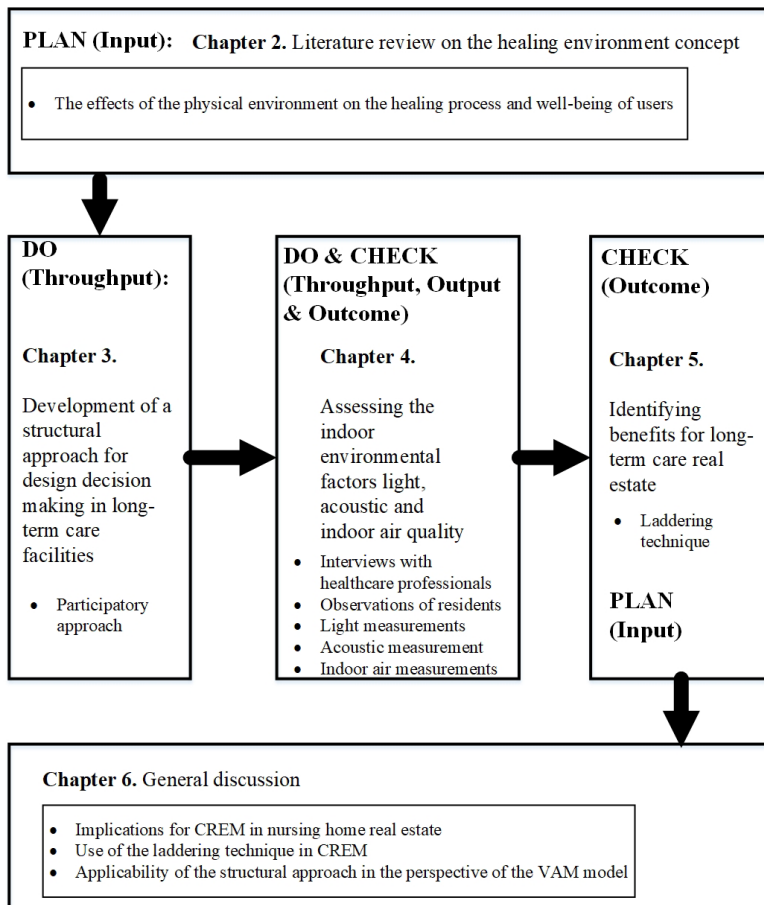 PLAN (Input): Chapter 2. Literature review on the healing environment concept
• The effects of the physical environment on the healing process and well-being of users
DO
(Throughput):
Chapter 3.
Development of a
structural
approach for
design decision
making in long-
term care
facilities
• Participatory
approach
DO & CHECK
(Throughput, Output
& Outcome)
Chapter 4.
Assessing the
indoor
environmental
factors light,
acoustic and
indoor air quality
• Interviews with
healthcare professionals
• Observations of residents
• Light measurements
• Acoustic measurement
• Indoor air measurements
CHECK
(Outcome)
Chapter 5.
Identifying
benefits for long-
term care real
estate
• Laddering
technique
PLAN
(Input)
Chapter 6. General discussion
• Implications for CREM in nursing home real estate
• Use of the laddering technique in CREM
• Applicability of the structural approach in the perspective of the VAM model